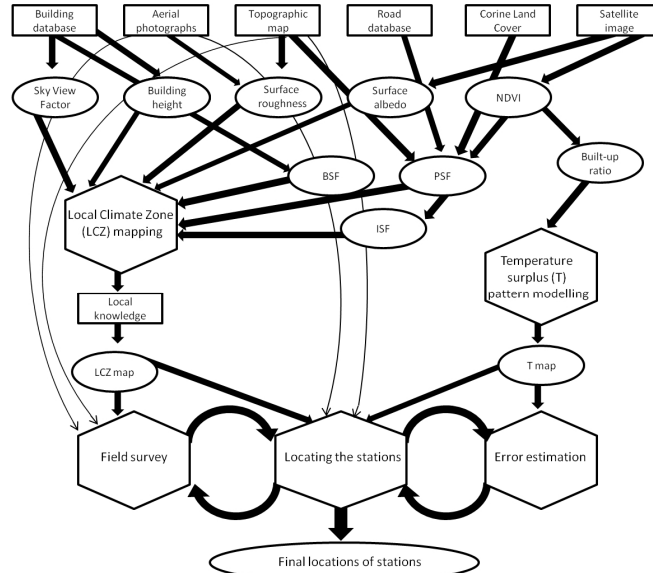 Building
database
Aerial
photographs
Topographic
map
Road
database
Corine Land
Cover
Satellite
image
Sky View
Factor
Building
height
Surface
roughness
Surface
albedo
NDVI
BSF
PSF
Built-up
ratio
Local Climate Zone
(LCZ) mapping
ISF
Temperature
surplus (T)
pattern modelling
Local
knowledge
LCZ map
T map
Field survey
Locating the stations
Error estimation
Final locations of stations